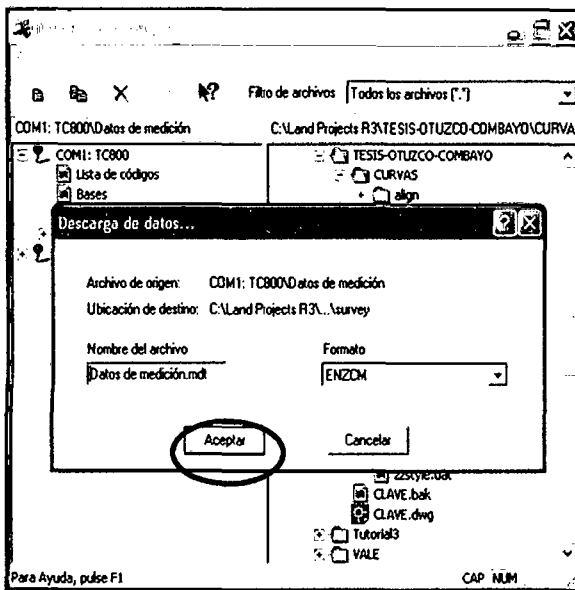 Filtro de archivos Todos los archivos (".")
COM1: TC800\Datos de medición C:\Land Projects R3\TESIS-OTUZCO-COMBAYO\CURVA
COM1: TC800
Lista de códigos
Bases
TESIS-OTUZCO-COMBAYO
CURVAS
align
Descarga de datos...
Archivo de origen: COM1: TC800\Datos de medición
Ubicación de destino: C:\Land Projects R3\...\survey
Nombre del archivo Formato
Datos de medición.mdt ENZCM
Aceptar Cancelar
zzstyle.dat
CLAVE.bak
CLAVE.dwg
Tutorial3
VALE
Para Ayuda, pulse F1 CAP NUM